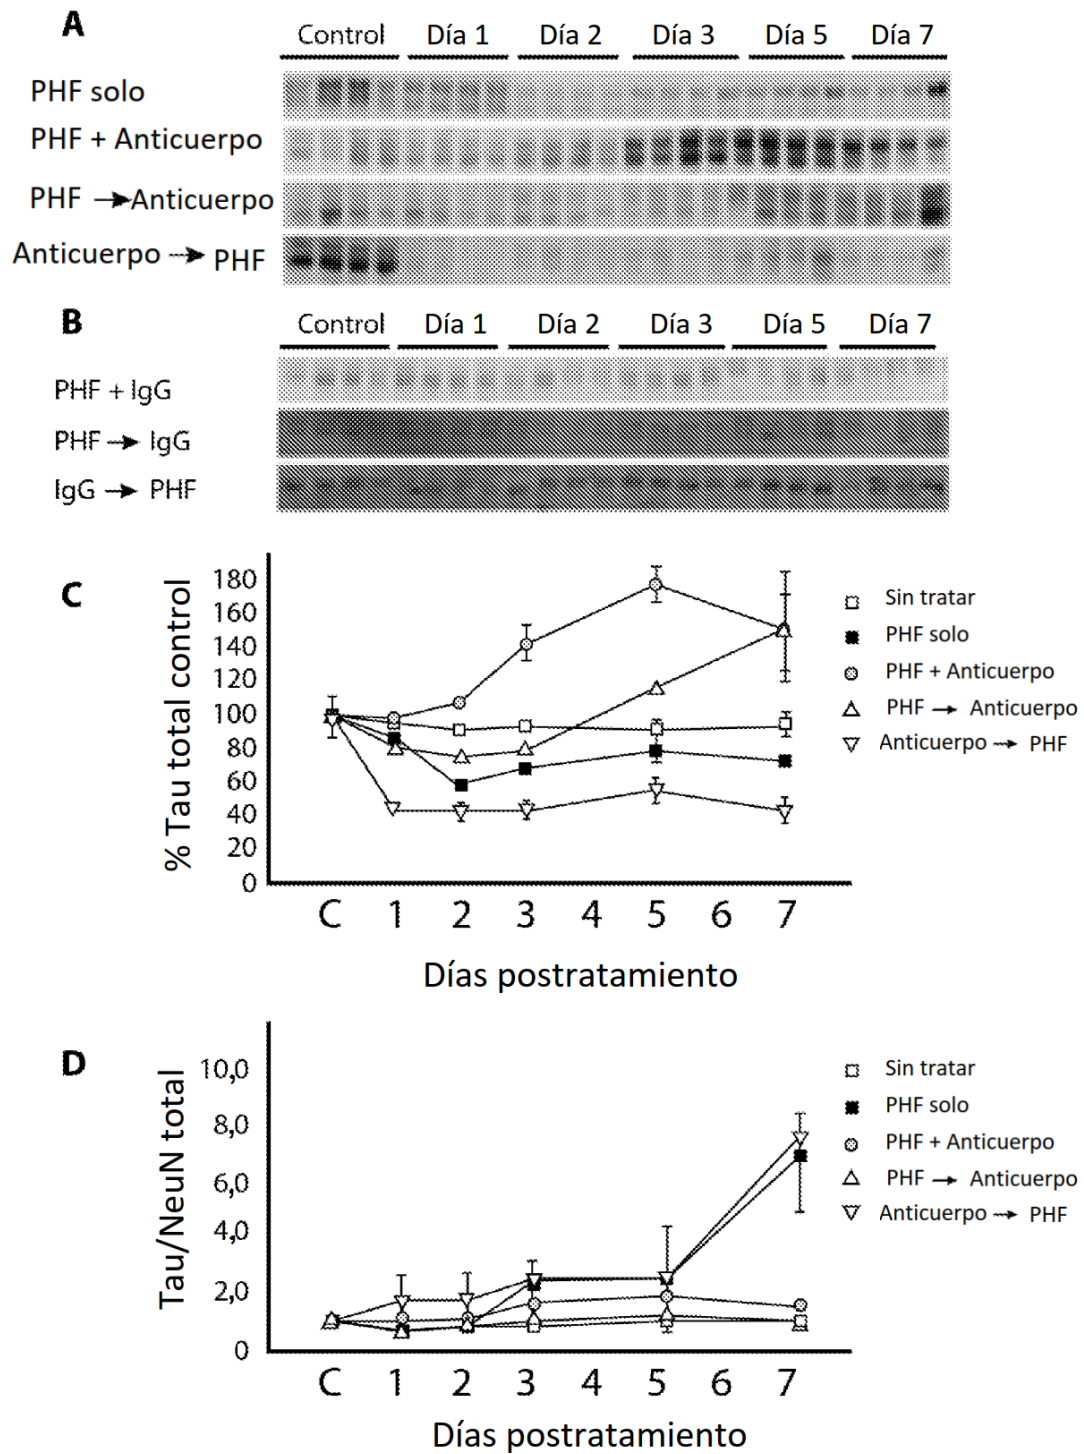 A
Control Día 1 Día 2 Día 3 Día 5 Día 7
PHF solo
PHF + Anticuerpo
PHF → Anticuerpo
Anticuerpo → PHF
B
Control Día 1 Día 2 Día 3 Día 5 Día 7
PHF + IgG
PHF → IgG
IgG → PHF
C
% Tau total control
180
160
140
120
100
80
60
40
20
0
C 1 2 3 4 5 6 7
Días postratamiento
Sin tratar
PHF solo
PHF + Anticuerpo
PHF → Anticuerpo
Anticuerpo → PHF
D
Tau/NeuN total
10,0
8,0
6,0
4,0
2,0
0
C 1 2 3 4 5 6 7
Días postratamiento
Sin tratar
PHF solo
PHF + Anticuerpo
PHF → Anticuerpo
Anticuerpo → PHF